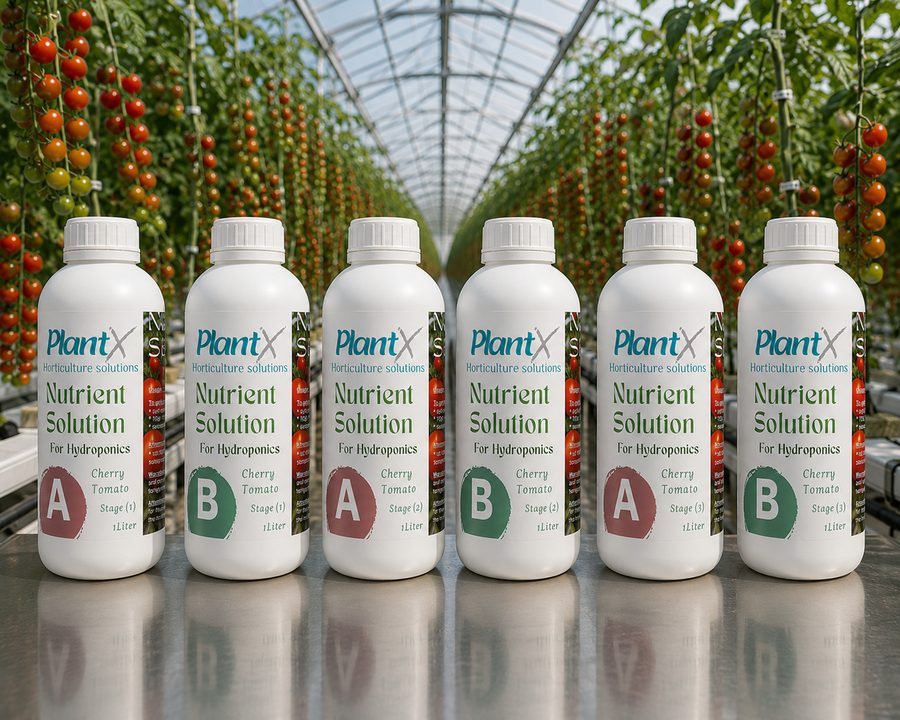 PlantX
Horticulture solutions
Nutrient
Solution
For Hydroponics
A
Cherry
Tomato
Stage (1)
1Liter
PlantX
Horticulture solutions
Nutrient
Solution
For Hydroponics
B
Cherry
Tomato
Stage (1)
1Liter
PlantX
Horticulture solutions
Nutrient
Solution
For Hydroponics
A
Cherry
Tomato
Stage (2)
1Liter
PlantX
Horticulture solutions
Nutrient
Solution
For Hydroponics
B
Cherry
Tomato
Stage (2)
1Liter
PlantX
Horticulture solutions
Nutrient
Solution
For Hydroponics
A
Cherry
Tomato
Stage (3)
1Liter
PlantX
Horticulture solutions
Nutrient
Solution
For Hydroponics
B
Cherry
Tomato
Stage (3)
1Liter